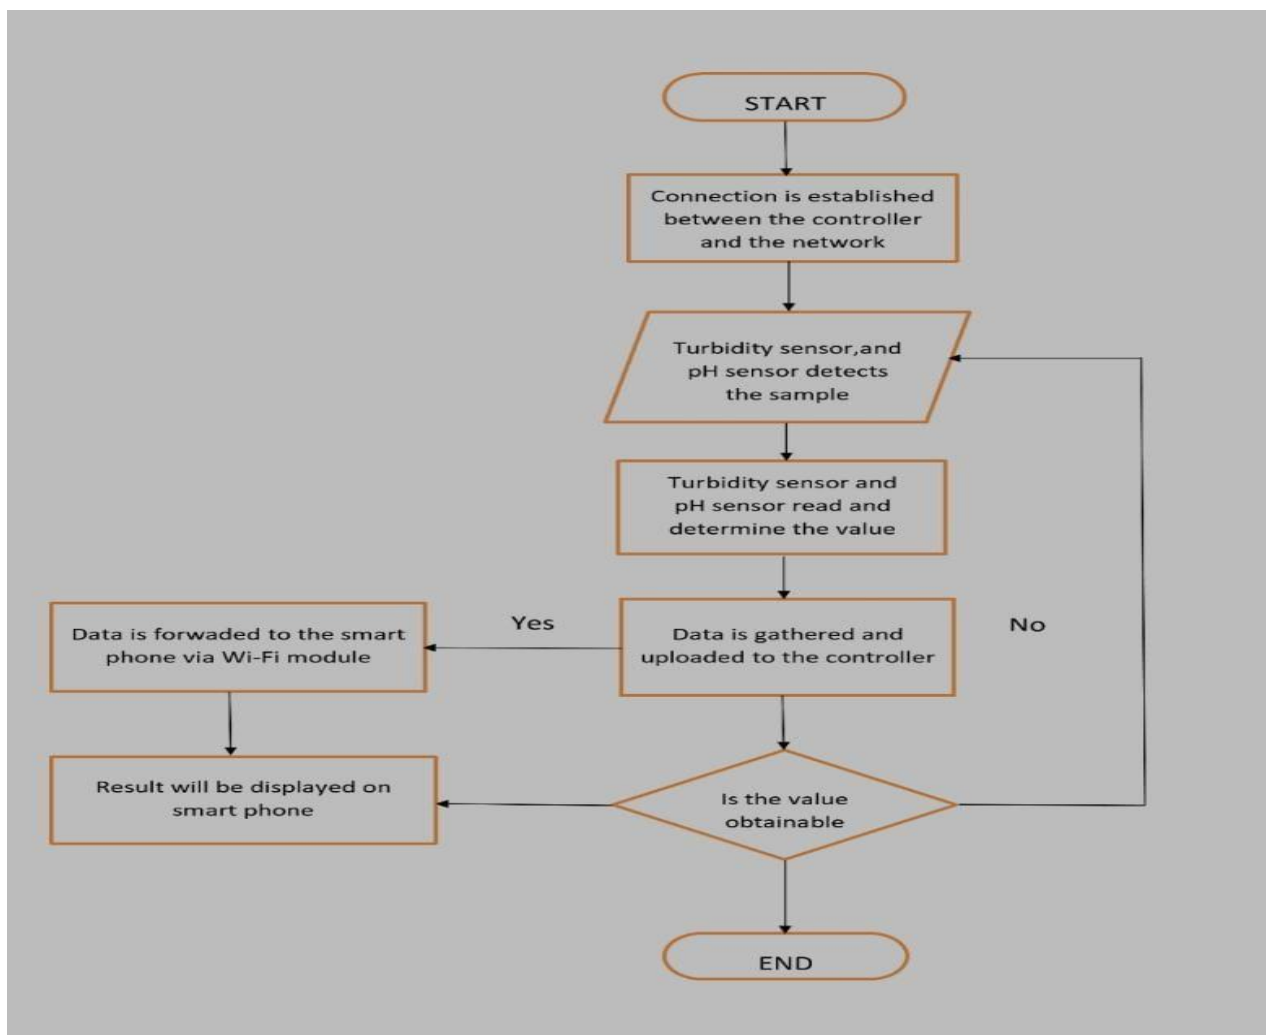 START
Connection is established
between the controller
and the network
Turbidity sensor,and
pH sensor detects
the sample
Turbidity sensor and
pH sensor read and
determine the value
Data is forwaded to the smart
phone via Wi-Fi module
Yes
Data is gathered and
uploaded to the controller
No
Result will be displayed on
smart phone
Is the value
obtainable
END